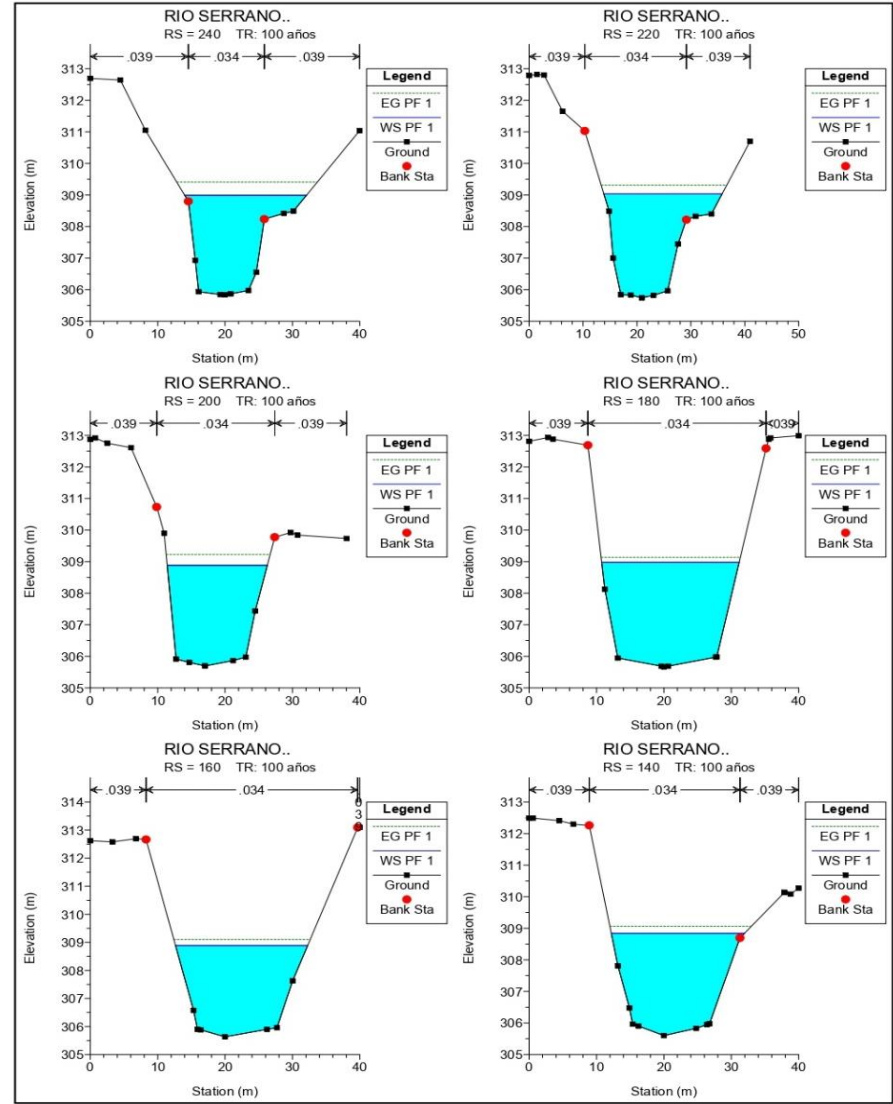 RIO SERRANO..
RS = 240 TR: 100 años
.039 .034 .039
313
312
311
310
309
308
307
306
305
Elevation (m)
0 10 20 30 40
Station (m)
Legend
EG PF 1
WS PF 1
Ground
Bank Sta
RIO SERRANO..
RS = 220 TR: 100 años
.039 .034 .039
313
312
311
310
309
308
307
306
305
Elevation (m)
0 10 20 30 40 50
Station (m)
Legend
EG PF 1
WS PF 1
Ground
Bank Sta
RIO SERRANO..
RS = 200 TR: 100 años
.039 .034 .039
313
312
311
310
309
308
307
306
305
Elevation (m)
0 10 20 30 40
Station (m)
Legend
EG PF 1
WS PF 1
Ground
Bank Sta
RIO SERRANO..
RS = 180 TR: 100 años
.039 .034 .039
313
312
311
310
309
308
307
306
305
Elevation (m)
0 10 20 30 40
Station (m)
Legend
EG PF 1
WS PF 1
Ground
Bank Sta
RIO SERRANO..
RS = 160 TR: 100 años
.039 .034
314
313
312
311
310
309
308
307
306
305
Elevation (m)
0 10 20 30 40
Station (m)
Legend
EG PF 1
WS PF 1
Ground
Bank Sta
RIO SERRANO..
RS = 140 TR: 100 años
.039 .034 .039
313
312
311
310
309
308
307
306
305
Elevation (m)
0 10 20 30 40
Station (m)
Legend
EG PF 1
WS PF 1
Ground
Bank Sta